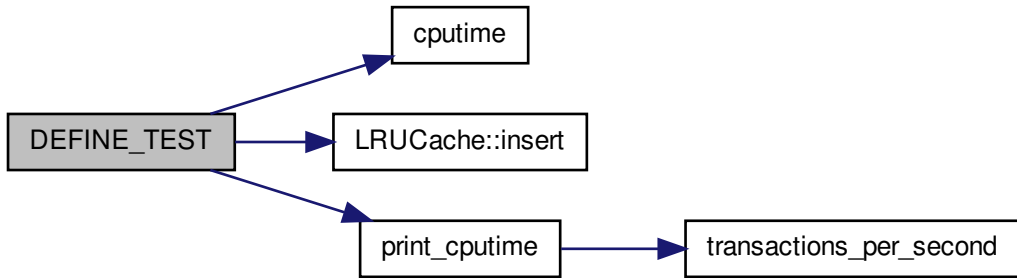 cputime
DEFINE_TEST
LRUCache::insert
print_cputime
transactions_per_second